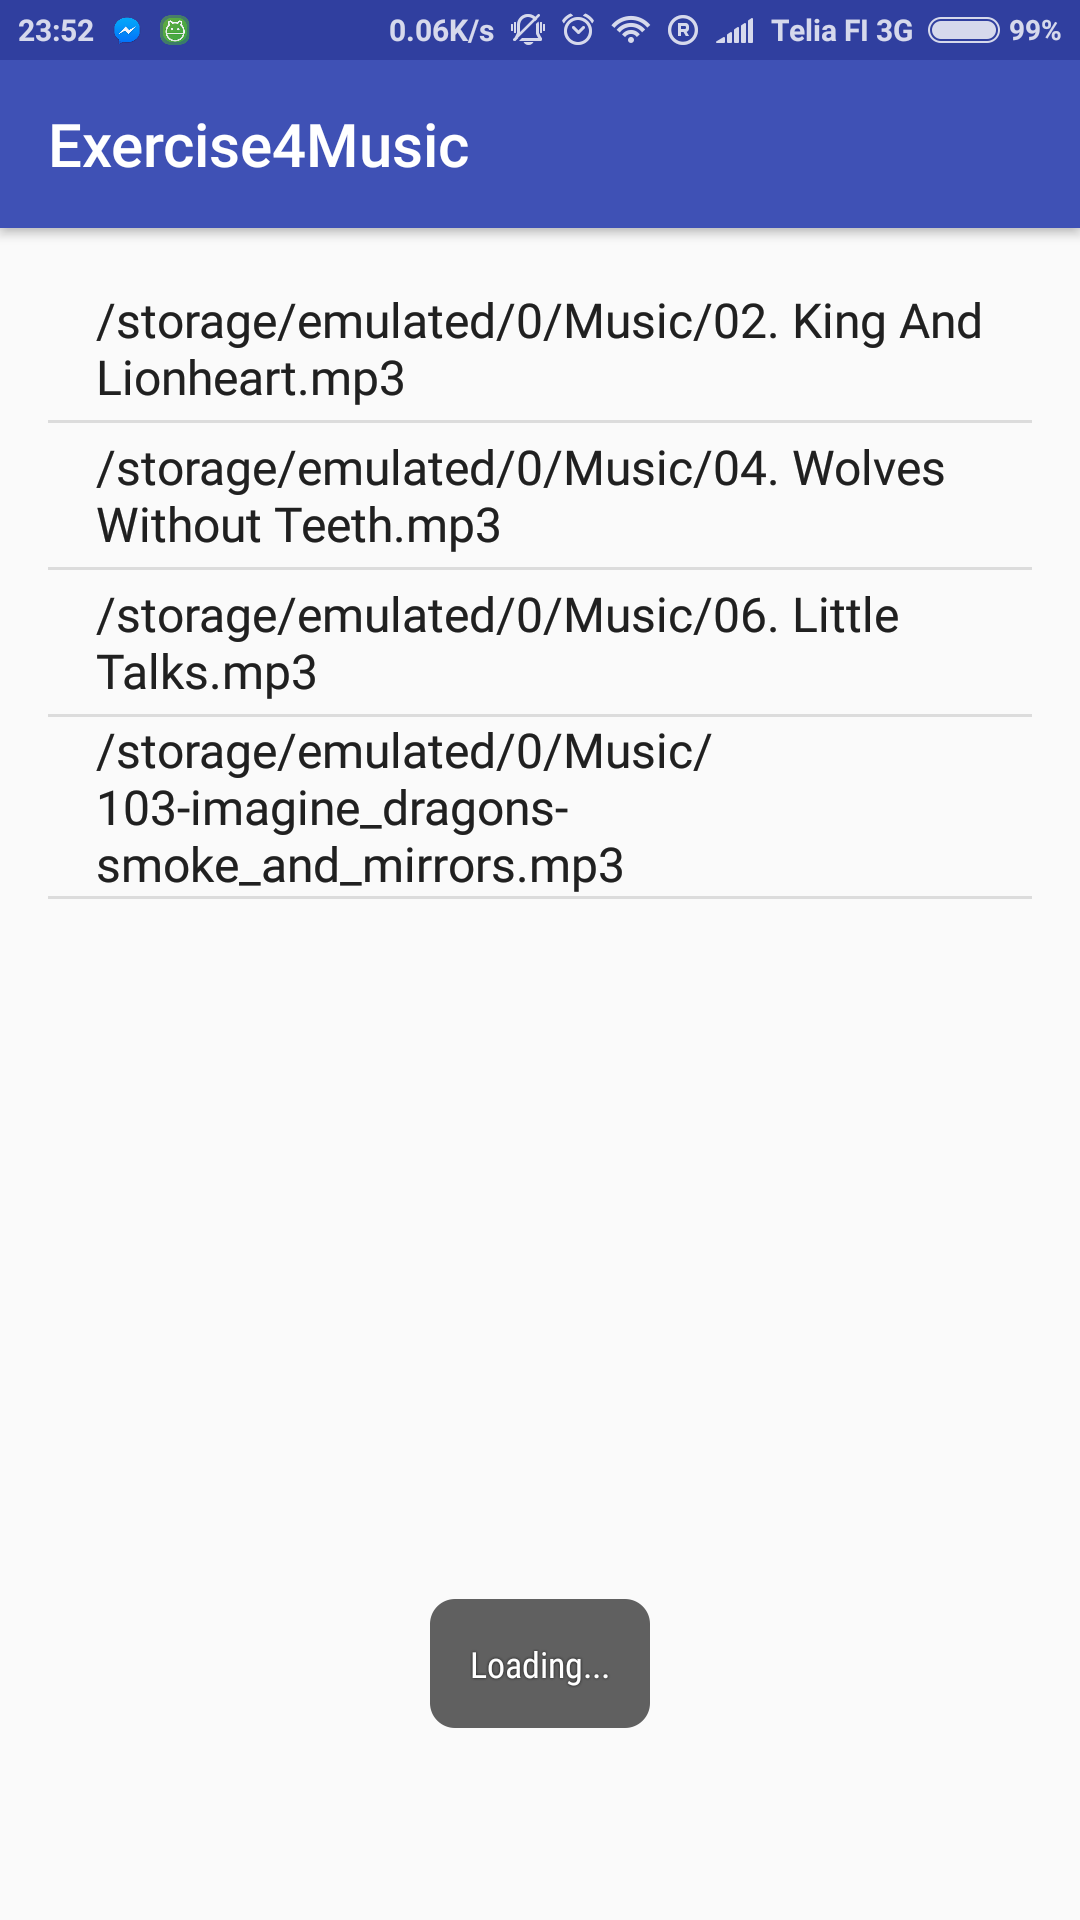 23:52 0.06K/s R Telia FI 3G 99%
Exercise4Music
/storage/emulated/0/Music/02. King And
Lionheart.mp3
/storage/emulated/0/Music/04. Wolves
Without Teeth.mp3
/storage/emulated/0/Music/06. Little
Talks.mp3
/storage/emulated/0/Music/
103-imagine_dragons-
smoke_and_mirrors.mp3
Loading...